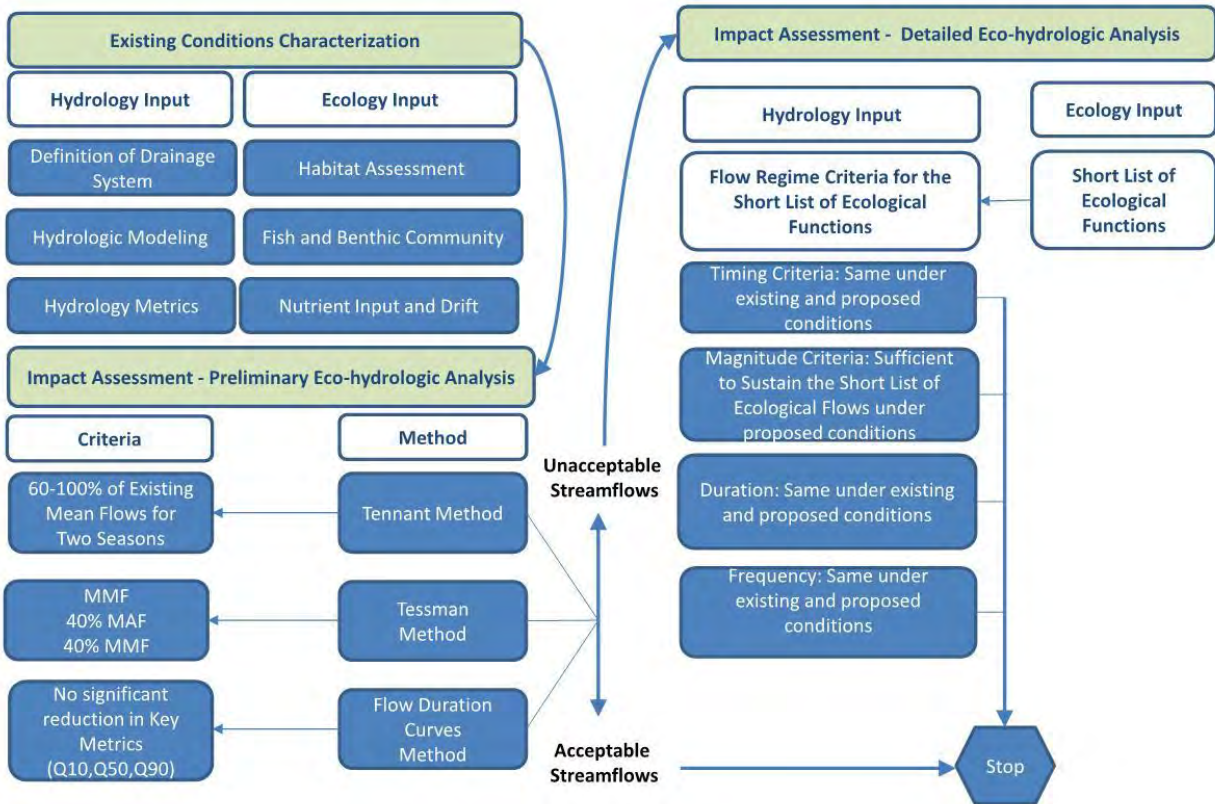 Existing Conditions Characterization
Hydrology Input
Ecology Input
Definition of Drainage
System
Habitat Assessment
Hydrologic Modeling
Fish and Benthic Community
Hydrology Metrics
Nutrient Input and Drift
Impact Assessment - Preliminary Eco-hydrologic Analysis
Criteria
Method
60-100% of Existing
Mean Flows for
Two Seasons
Tennant Method
MMF
40% MAF
40% MMF
Tessman
Method
No significant
reduction in Key
Metrics
(Q10,Q50,Q90)
Flow Duration
Curves
Method
Unacceptable
Streamflows
Acceptable
Streamflows
Impact Assessment -  Detailed Eco-hydrologic Analysis
Hydrology Input
Ecology Input
Flow Regime Criteria for the
Short List of Ecological
Functions
Short List of
Ecological
Functions
Timing Criteria: Same under
existing and proposed
conditions
Magnitude Criteria: Sufficient
to Sustain the Short List of
Ecological Flows under
proposed conditions
Duration: Same under existing
and proposed conditions
Frequency: Same under
existing and proposed
conditions
Stop